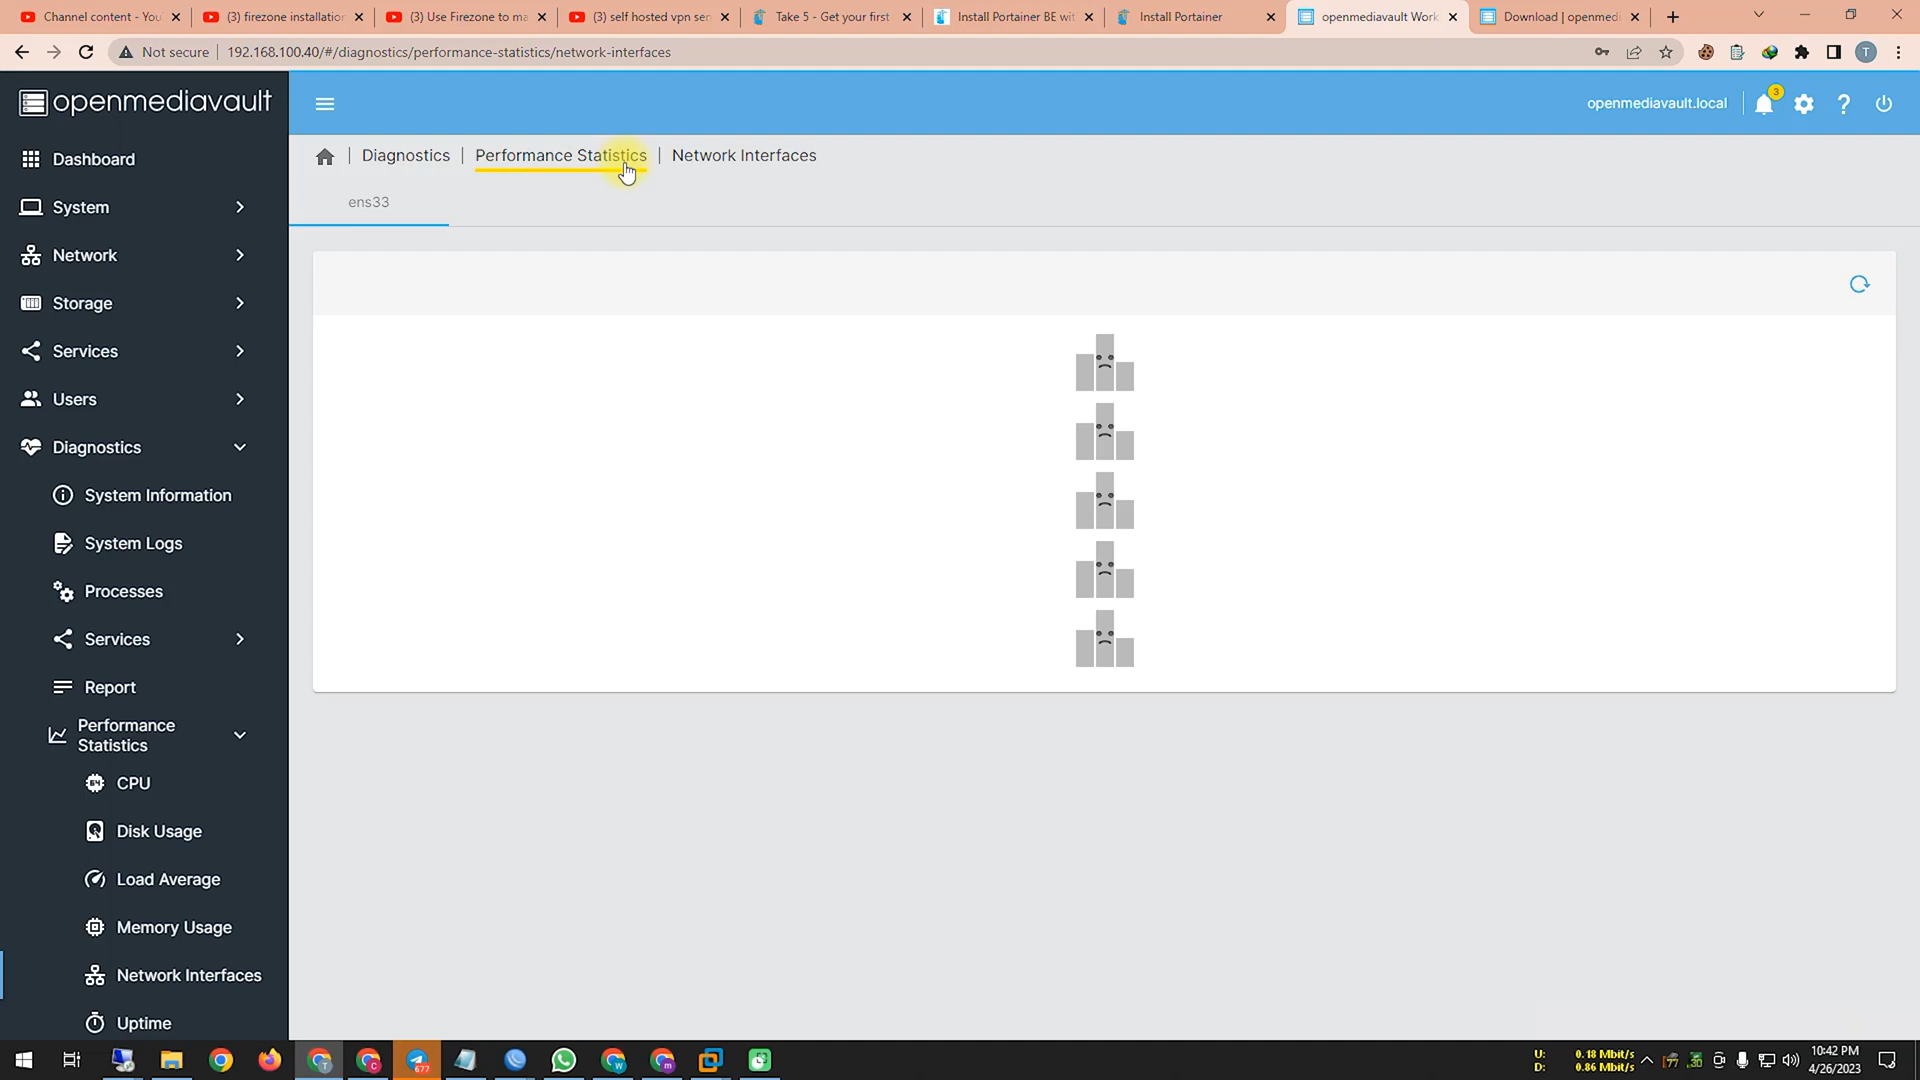 Channel content - You
(3) firezone installation
(3) Use Firezone to ma
(3) self hosted vpn ser
Take 5 - Get your first
Install Portainer BE wit
Install Portainer
openmediavault Work
Download | openmedi
Not secure
192.168.100.40/#/diagnostics/performance-statistics/network-interfaces
T
openmediavault
openmediavault.local
3
Dashboard
System
Network
Storage
Services
Users
Diagnostics
System Information
System Logs
Processes
Services
Report
Performance
Statistics
CPU
Disk Usage
Load Average
Memory Usage
Network Interfaces
Uptime
Diagnostics | Performance Statistics | Network Interfaces
ens33
677
U: 0.18 Mbit/s
D: 0.86 Mbit/s
10:42 PM
4/26/2023